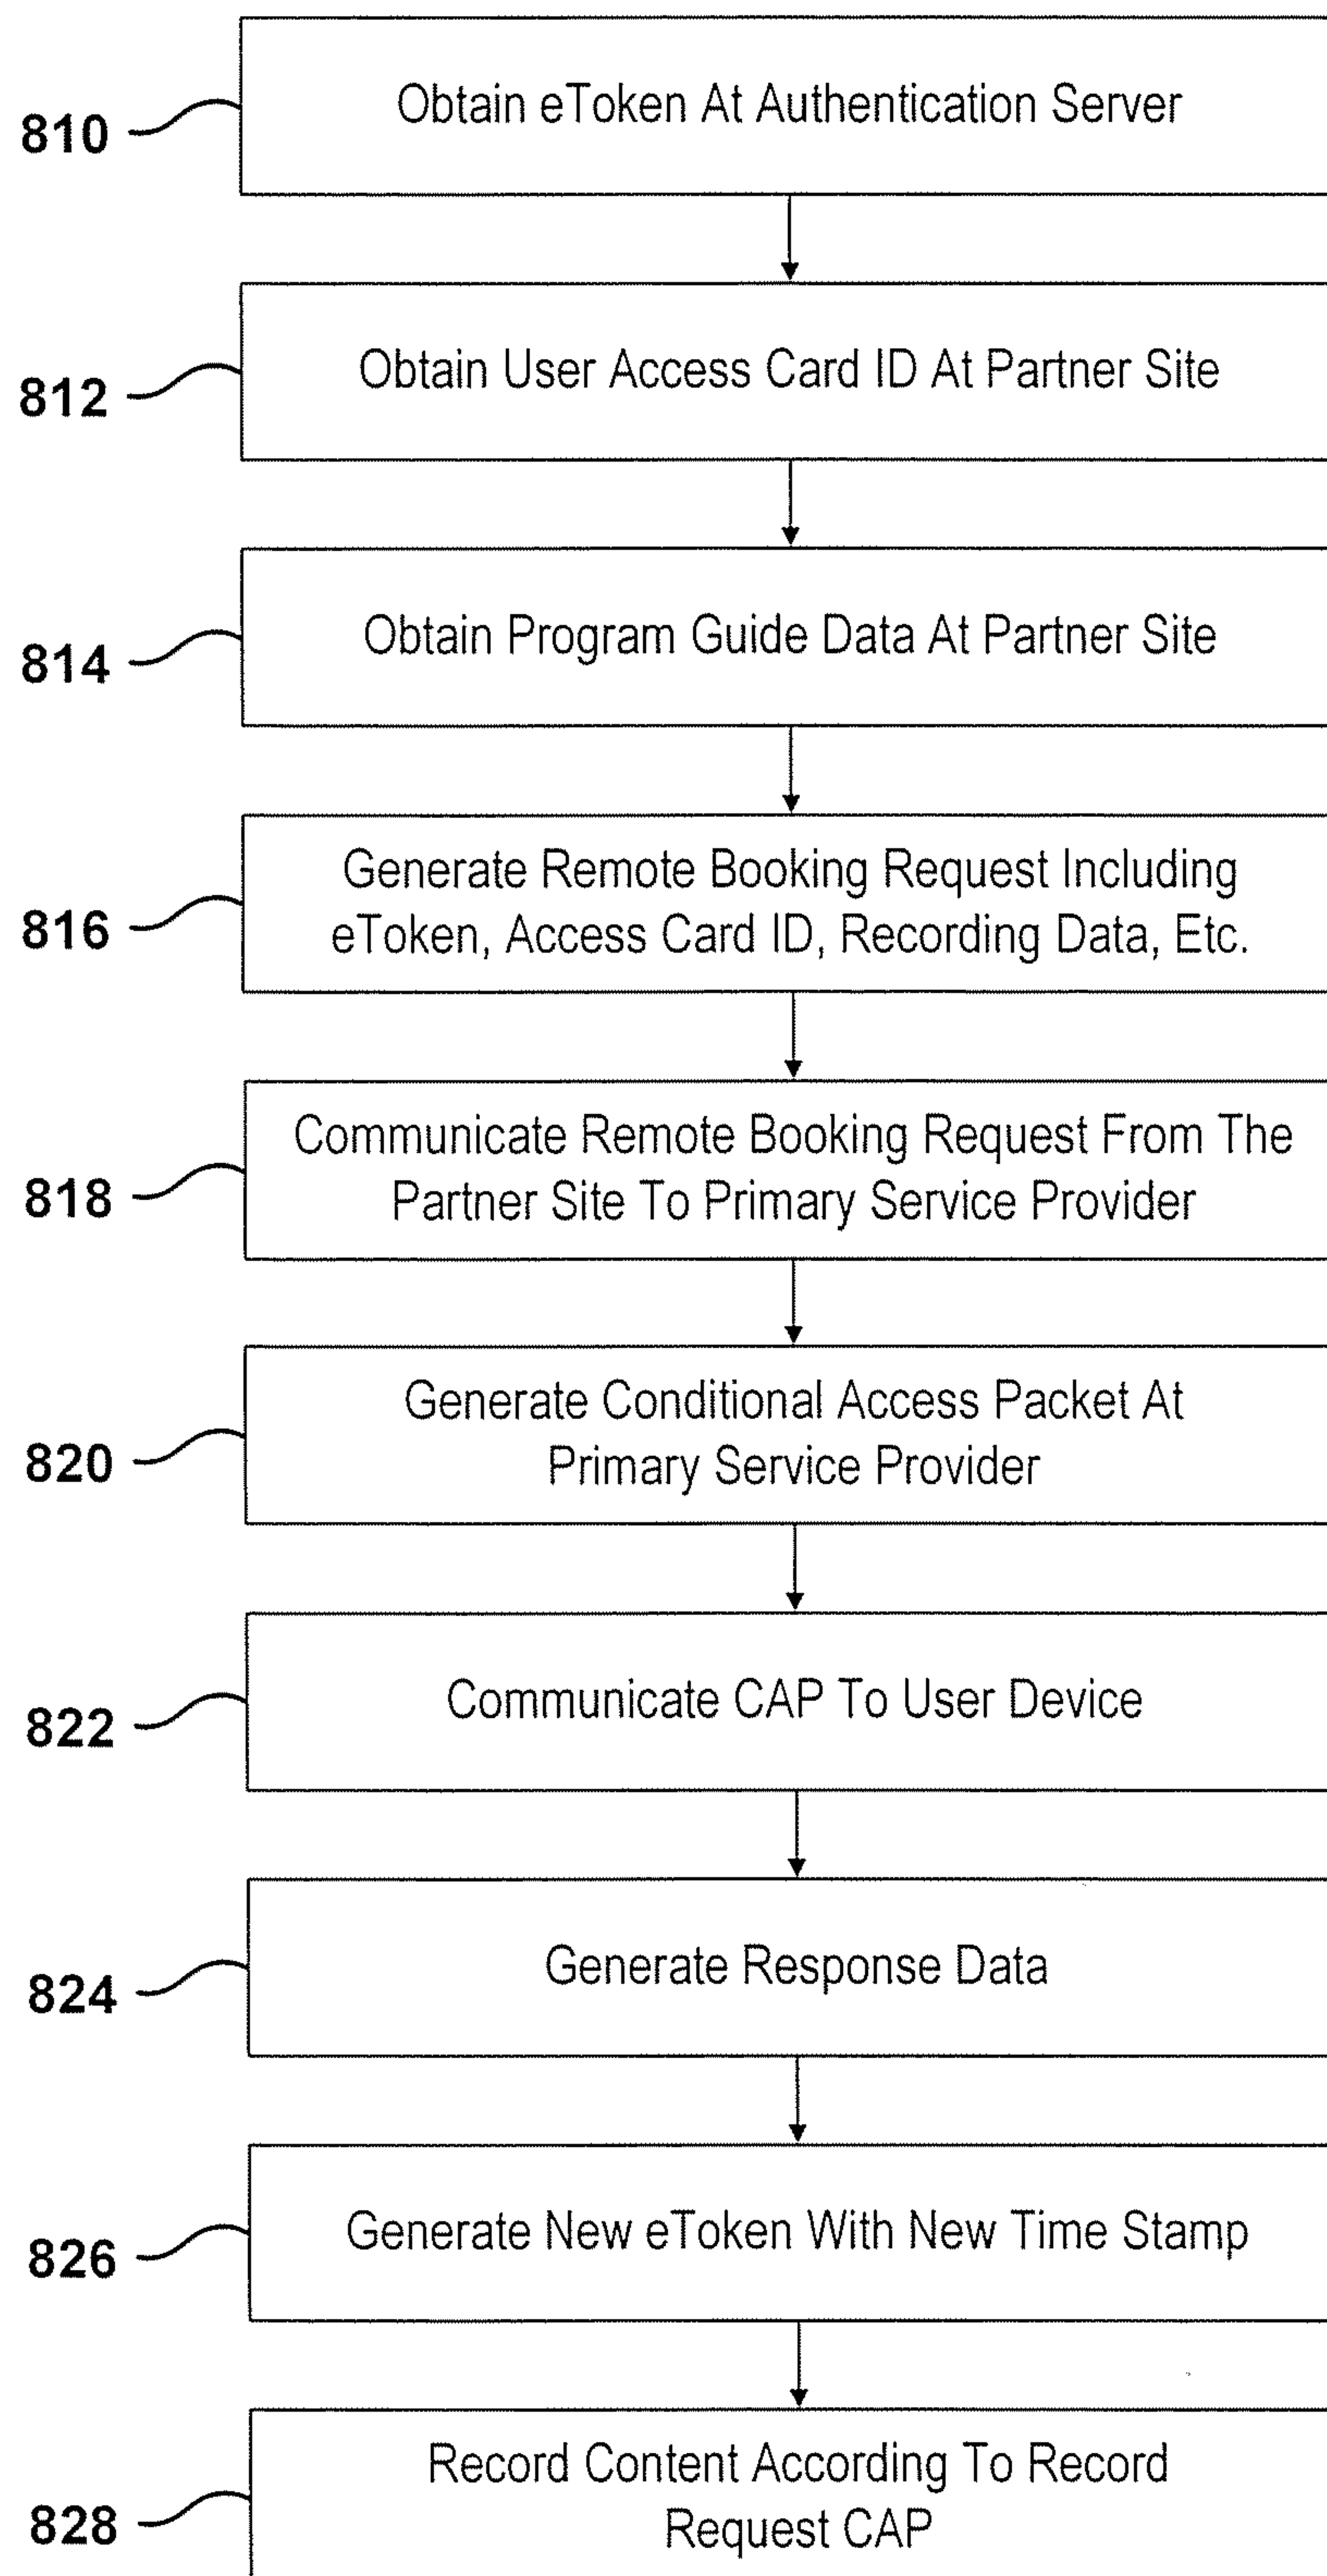 810
Obtain eToken At Authentication Server
812
Obtain User Access Card ID At Partner Site
814
Obtain Program Guide Data At Partner Site
816
Generate Remote Booking Request Including
eToken, Access Card ID, Recording Data, Etc.
818
Communicate Remote Booking Request From The
Partner Site To Primary Service Provider
820
Generate Conditional Access Packet At
Primary Service Provider
822
Communicate CAP To User Device
824
Generate Response Data
826
Generate New eToken With New Time Stamp
828
Record Content According To Record
Request CAP